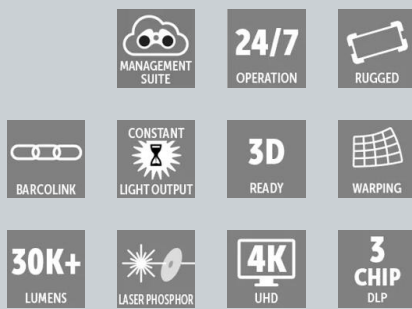 MANAGEMENT
SUITE
24/7
OPERATION
RUGGED
BARCOLINK
CONSTANT
LIGHT OUTPUT
3D
READY
WARPING
30K+
LUMENS
LASER PHOSPHOR
4K
UHD
3
CHIP
DLP